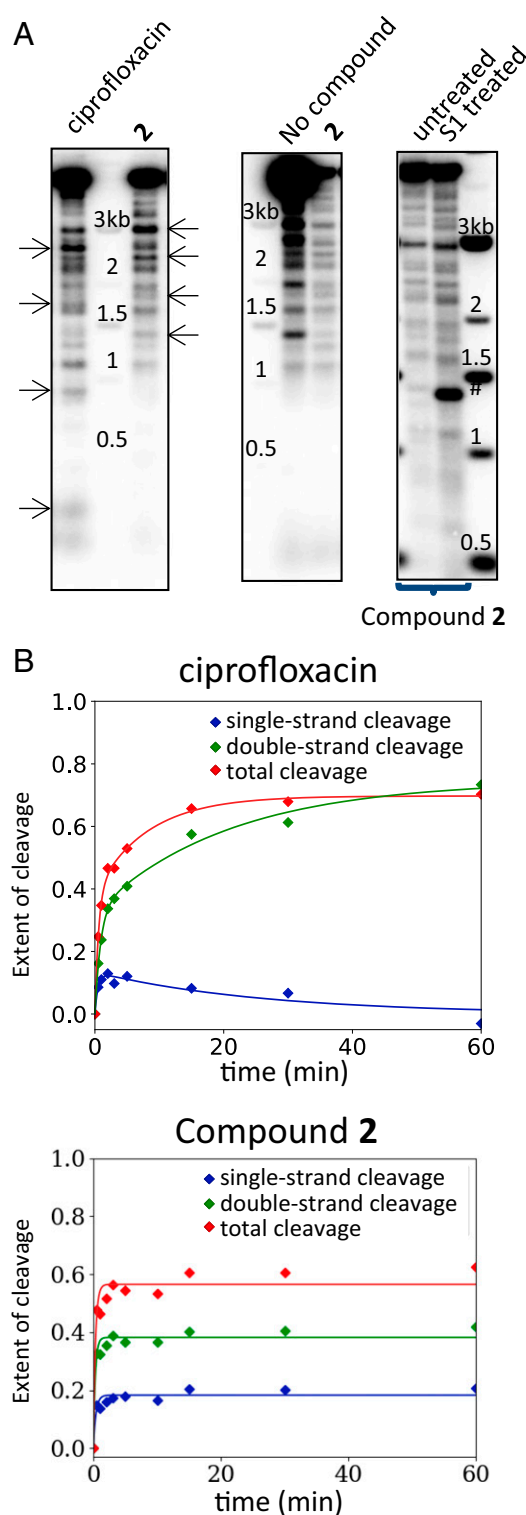 A
ciprofloxacin
2
No compound
2
untreated
S1 treated
3kb
2
1.5
1
0.5
3kb
2
1.5
1
0.5
3kb
2
1.5
#
1
0.5
Compound 2
B
ciprofloxacin
1.0
0.8
0.6
0.4
0.2
0.0
Extent of cleavage
single-strand cleavage
double-strand cleavage
total cleavage
0
20
40
60
time (min)
Compound 2
1.0
0.8
0.6
0.4
0.2
0.0
Extent of cleavage
single-strand cleavage
double-strand cleavage
total cleavage
0
20
40
60
time (min)